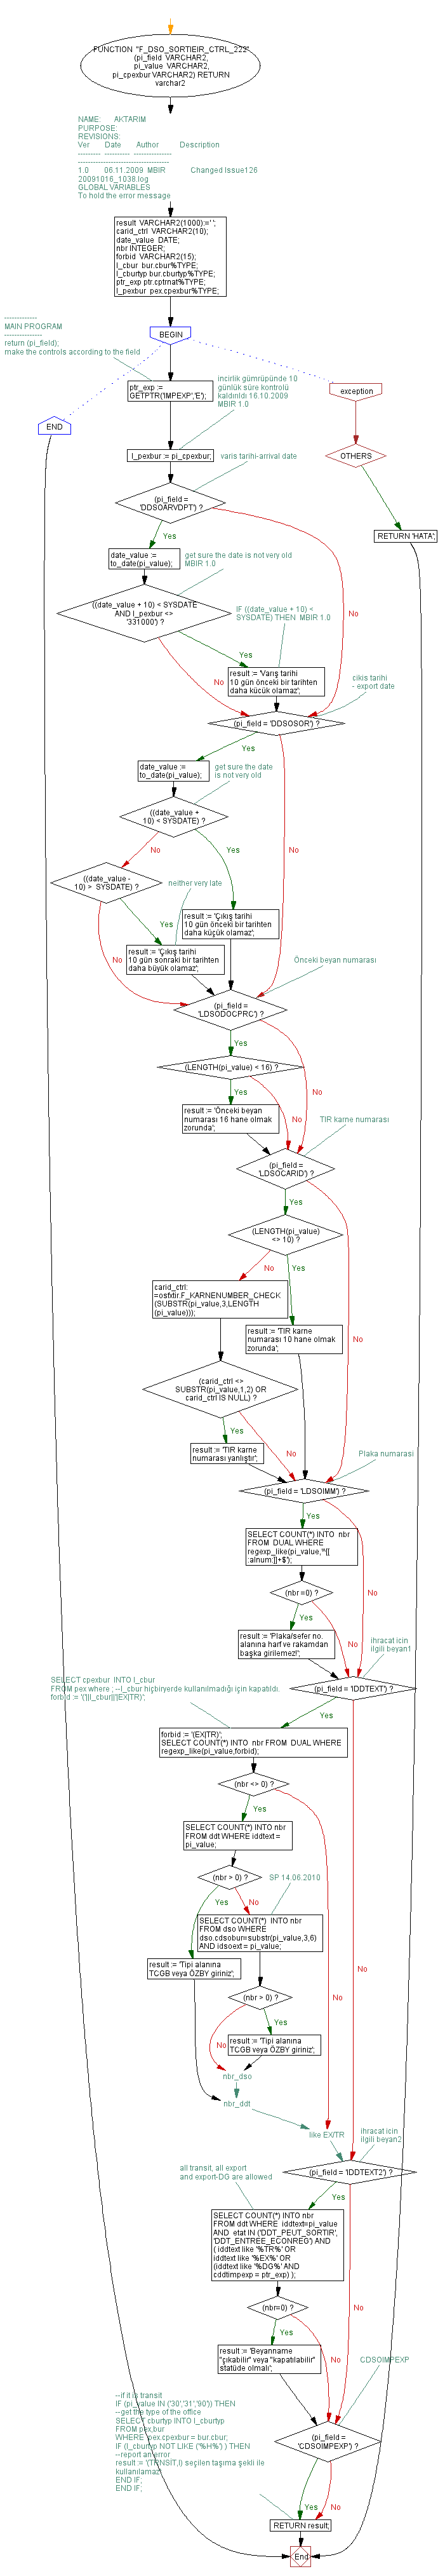 FUNCTION "F_DSO_SORTIEIR_CTRL_222"
(pi_field VARCHAR2,
pi_value VARCHAR2,
pi_cpexbur VARCHAR2) RETURN
varchar2
NAME: AKTARIM
PURPOSE:
REVISIONS:
Ver Date Author Description
--------- ---------- ---------------
------------------------------------
1.0 06.11.2009 MBIR Changed Issue126
20091016_1038.log
GLOBAL VARIABLES
To hold the error message
result VARCHAR2(1000):=' ';
carid_ctrl VARCHAR2(10);
date_value DATE;
nbr INTEGER;
forbid VARCHAR2(15);
l_cbur bur.cbur%TYPE;
l_cburtyp bur.cburtyp%TYPE;
ptr_exp ptr.cptrnat%TYPE;
l_pexbur pex.cpexbur%TYPE;
-------------
MAIN PROGRAM
---------------
return (pi_field);
make the controls according to the field
BEGIN
END
exception
OTHERS
RETURN 'HATA';
ptr_exp :=
GETPTR('IMPEXP','E');
incirlik gümrüpünde 10
günlük süre kontrolü
kaldırıldı 16.10.2009
MBIR 1.0
l_pexbur := pi_cpexbur;
varis tarihi-arrival date
(pi_field =
'DDSOARVDPT') ?
Yes
No
date_value :=
to_date(pi_value);
get sure the date is not very old
MBIR 1.0
((date_value + 10) < SYSDATE
AND l_pexbur <>
'331000') ?
IF ((date_value + 10) <
SYSDATE) THEN MBIR 1.0
Yes
No
result := 'Varış tarihi
10 gün önceki bir tarihten
daha kücük olamaz';
cikis tarihi
- export date
(pi_field = 'DDSOSOR') ?
Yes
No
date_value :=
to_date(pi_value);
get sure the date
is not very old
((date_value +
10) < SYSDATE) ?
No
Yes
((date_value -
10) > SYSDATE) ?
neither very late
Yes
No
result := 'Çıkış tarihi
10 gün önceki bir tarihten
daha küçük olamaz';
result := 'Çıkış tarihi
10 gün sonraki bir tarihten
daha büyük olamaz';
Önceki beyan numarası
(pi_field =
'LDSODOCPRC') ?
Yes
No
(LENGTH(pi_value) < 16) ?
Yes
No
result := 'Önceki beyan
numarası 16 hane olmak
zorunda';
TIR karne numarası
(pi_field =
'LDSOCARID') ?
Yes
No
(LENGTH(pi_value)
<> 10) ?
No
Yes
carid_ctrl:
=osfidir.F_KARNENUMBER_CHECK
(SUBSTR(pi_value,3,LENGTH
(pi_value)));
result := 'TIR karne
numarası 10 hane olmak
zorunda';
(carid_ctrl <>
SUBSTR(pi_value,1,2) OR
carid_ctrl IS NULL) ?
Yes
No
result := 'TIR karne
numarası yanlıştır';
Plaka numarasi
(pi_field = 'LDSOIMM') ?
Yes
No
SELECT COUNT(*) INTO nbr
FROM DUAL WHERE
regexp_like(pi_value,'^[[
:alnum:]]+$');
(nbr =0) ?
Yes
No
result := 'Plaka/sefer no.
alanına harf ve rakamdan
başka girilemez!';
ihracat icin
ilgili beyan1
SELECT cpexbur INTO l_cbur
FROM pex where ; --l_cbur hiçbiryerde kullanılmadığı için kapatıldı.
forbid := '('||l_cbur||'|EX|TR)';
(pi_field = 'IDDTEXT') ?
Yes
No
forbid := '(EX|TR)';
SELECT COUNT(*) INTO nbr FROM DUAL WHERE
regexp_like(pi_value,forbid);
(nbr <> 0) ?
Yes
No
SELECT COUNT(*) INTO nbr
FROM ddt WHERE iddtext =
pi_value;
(nbr > 0) ?
SP 14.06.2010
Yes
No
SELECT COUNT(*) INTO nbr
FROM dso WHERE
dso.cdsobur=substr(pi_value,3,6)
AND idsoext = pi_value;
result := 'Tipi alanına
TCGB veya ÖZBY giriniz';
(nbr > 0) ?
Yes
No
result := 'Tipi alanına
TCGB veya ÖZBY giriniz';
nbr_dso
nbr_ddt
like EX/TR
ihracat icin
ilgili beyan2
all transit, all export
and export-DG are allowed
(pi_field = 'IDDTEXT2') ?
Yes
No
SELECT COUNT(*) INTO nbr
FROM ddt WHERE iddtext=pi_value
AND etat IN ('DDT_PEUT_SORTIR',
'DDT_ENTREE_ECONREG') AND
( iddtext like '%TR%' OR
iddtext like '%EX%' OR
(iddtext like '%DG%' AND
cddtimpexp = ptr_exp) );
(nbr=0) ?
Yes
No
result := 'Entree Beyanname
"çıkabilir" veya "kapatılabilir"
statüde olmalı';
CDSOIMPEXP
(pi_field =
'CDSOIMPEXP') ?
Yes
No
--if it is transit
IF (pi_value IN ('30','31','90')) THEN
--get the type of the office
SELECT cburtyp INTO l_cburtyp
FROM pex,bur
WHERE pex.cpexbur = bur.cbur;
IF (l_cburtyp NOT LIKE ('%H%') ) THEN
--report an error
result := '(TRNSIT,I) seçilen taşıma şekli ile
kullanılamaz'
END IF;
END IF;
RETURN result;
End